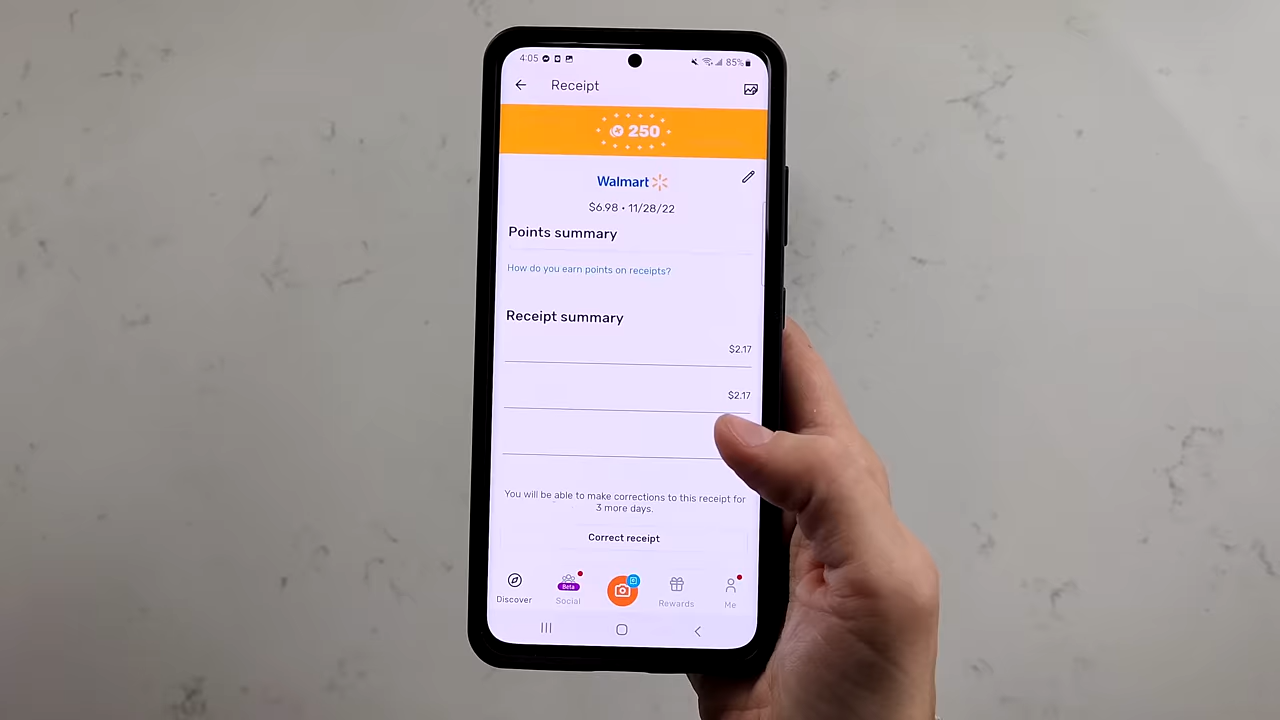 4:05 85%
Receipt
250
Walmart
$6.98 • 11/28/22
Points summary
How do you earn points on receipts?
Receipt summary
$2.17
$2.17
You will be able to make corrections to this receipt for
3 more days.
Correct receipt
Discover
Beta
Social
Rewards
Me